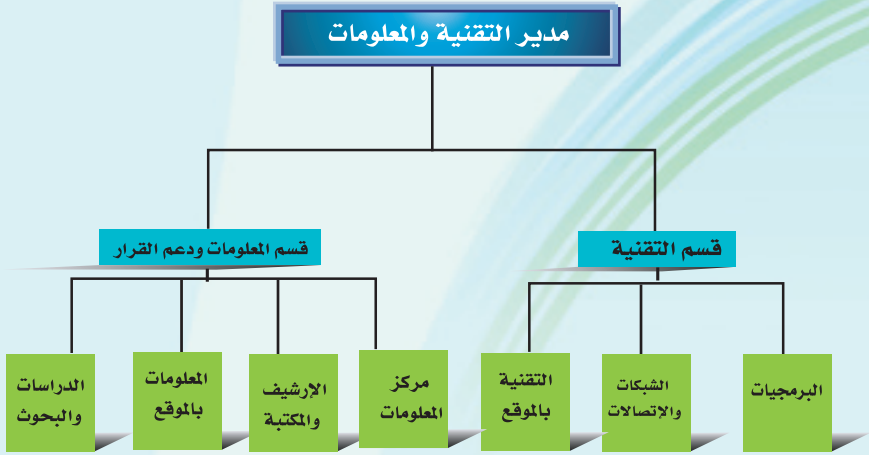 مدير التقنية والمعلومات
قسم التقنية
قسم المعلومات ودعم القرار
البرمجيات
الشبكات
والإتصالات
التقنية
بالموقع
مركز
المعلومات
الإرشيف
والمكتبة
المعلومات
بالموقع
الدراسات
والبحوث